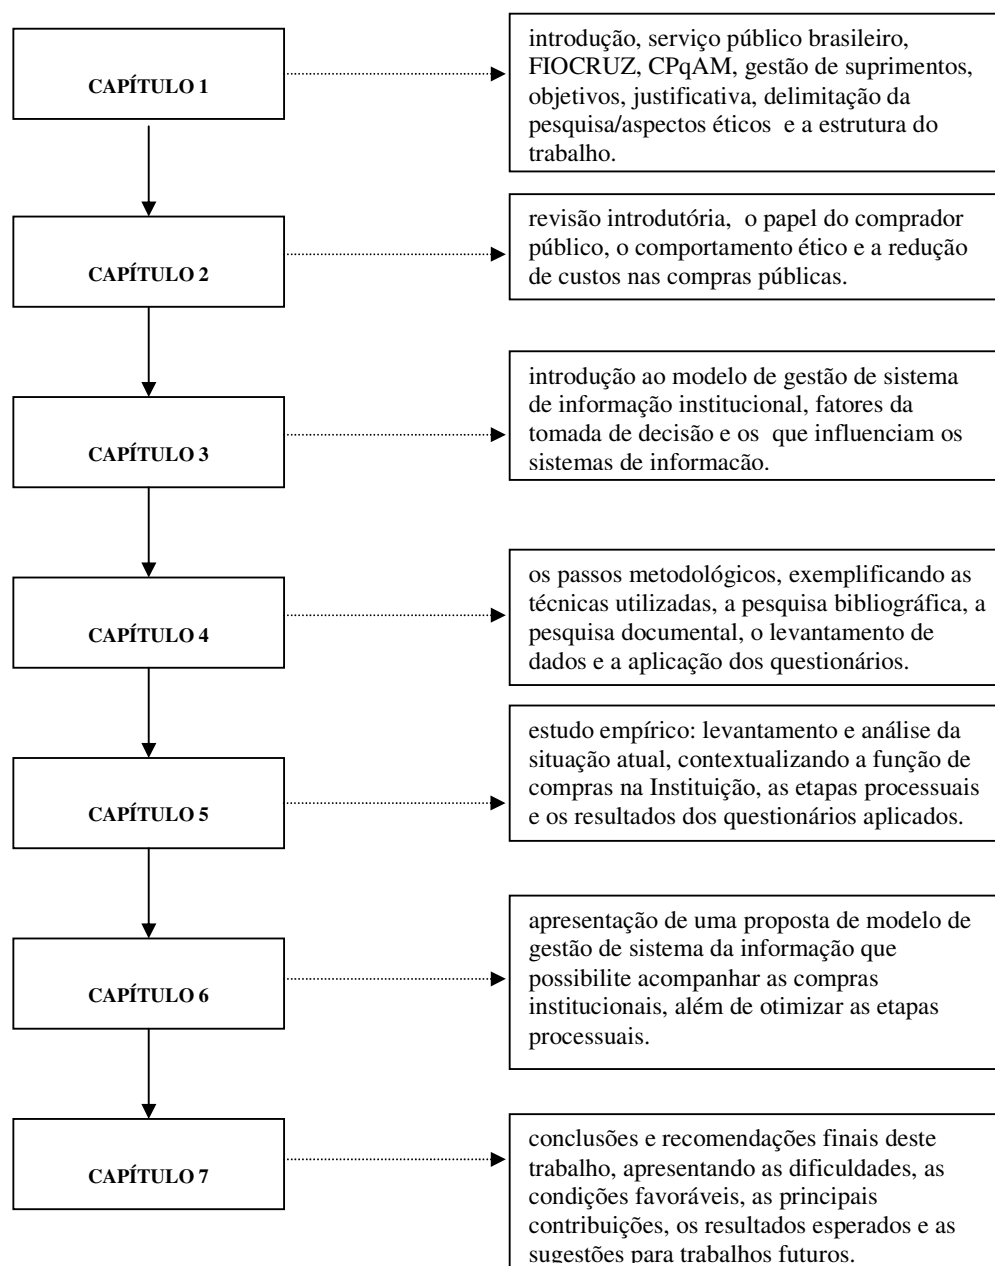 CAPÍTULO 1
introdução, serviço público brasileiro,
FIOCRUZ, CPqAM, gestão de suprimentos,
objetivos, justificativa, delimitação da
pesquisa/aspectos éticos e a estrutura do
trabalho.
CAPÍTULO 2
revisão introdutória, o papel do comprador
público, o comportamento ético e a redução
de custos nas compras públicas.
CAPÍTULO 3
introdução ao modelo de gestão de sistema
de informação institucional, fatores da
tomada de decisão e os que influenciam os
sistemas de informacão.
CAPÍTULO 4
os passos metodológicos, exemplificando as
técnicas utilizadas, a pesquisa bibliográfica, a
pesquisa documental, o levantamento de
dados e a aplicação dos questionários.
CAPÍTULO 5
estudo empírico: levantamento e análise da
situação atual, contextualizando a função de
compras na Instituição, as etapas processuais
e os resultados dos questionários aplicados.
CAPÍTULO 6
apresentação de uma proposta de modelo de
gestão de sistema da informação que
possibilite acompanhar as compras
institucionais, além de otimizar as etapas
processuais.
CAPÍTULO 7
conclusões e recomendações finais deste
trabalho, apresentando as dificuldades, as
condições favoráveis, as principais
contribuições, os resultados esperados e as
sugestões para trabalhos futuros.